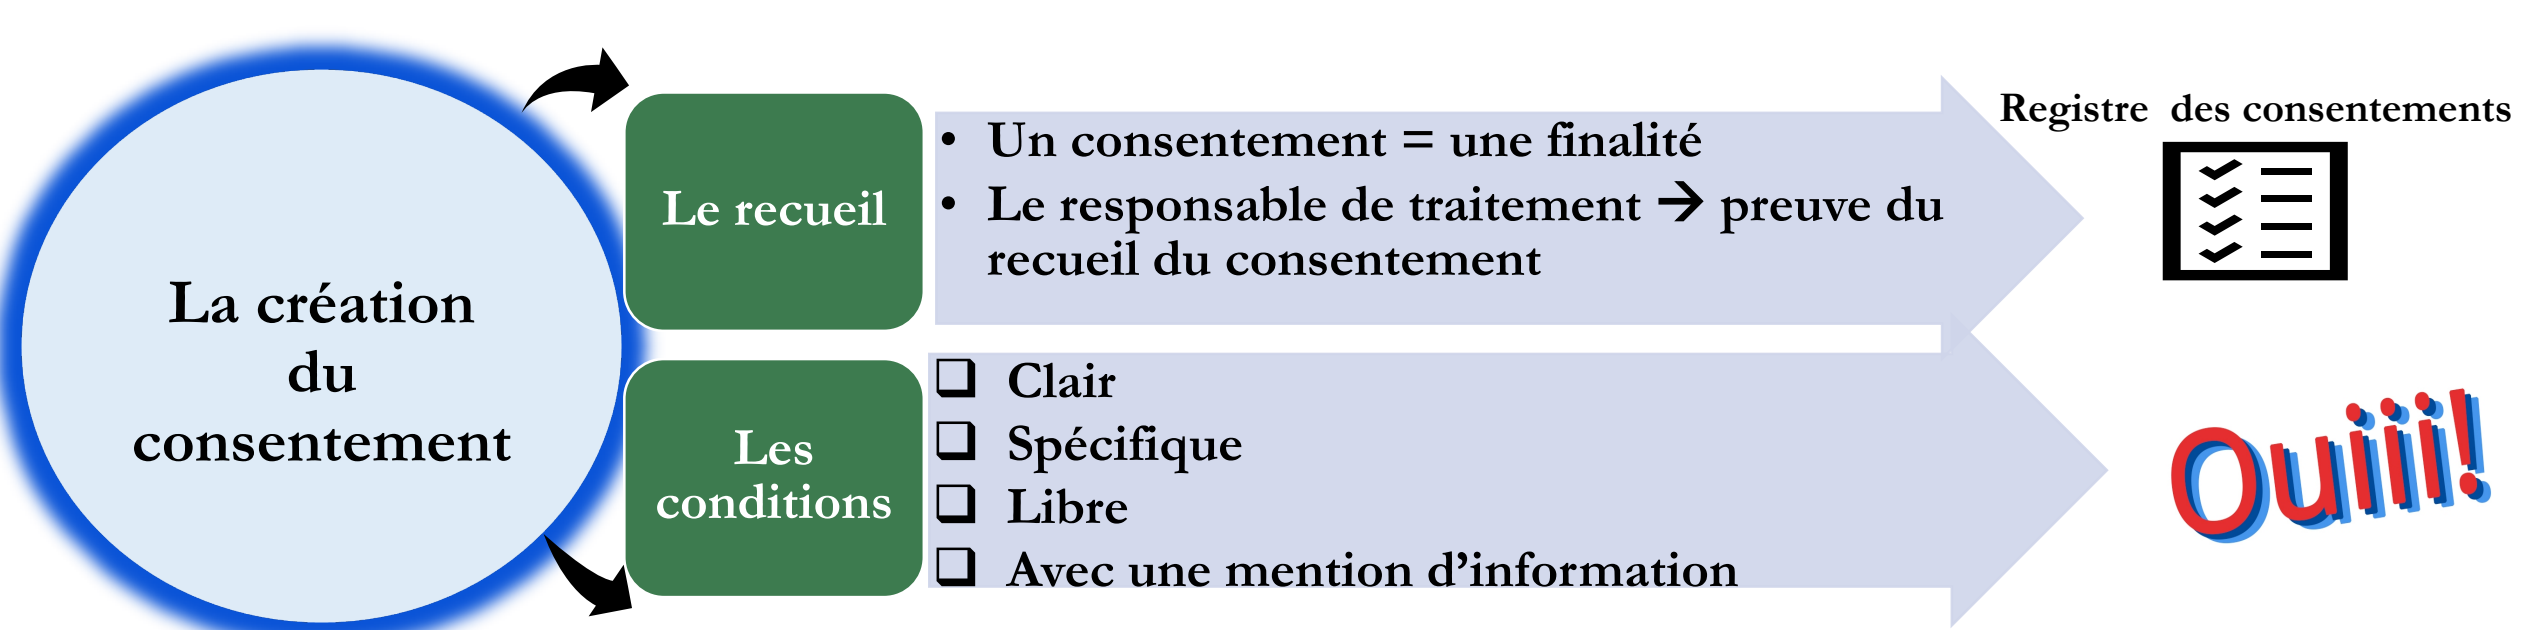 La création
du
consentement
Le recueil
• Un consentement = une finalité
• Le responsable de traitement → preuve du
recueil du consentement
Registre des consentements
Les
conditions
❑ Clair
❑ Spécifique
❑ Libre
❑ Avec une mention d’information
Ouiii!